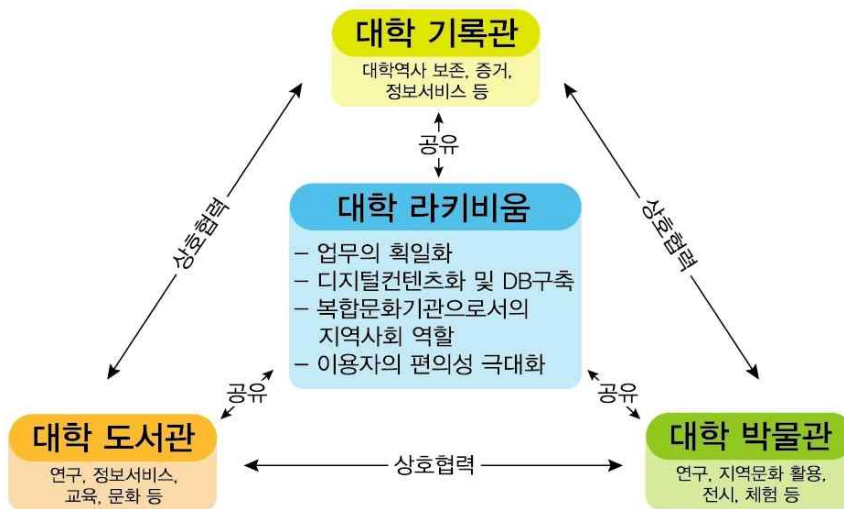 대학 기록관
대학역사 보존, 증거,
정보서비스 등
공유
상호협력
상호협력
대학 라키비움
– 업무의 획일화
– 디지털컨텐츠화 및 DB구축
– 복합문화기관으로서의
지역사회 역할
– 이용자의 편의성 극대화
공유
공유
대학 도서관
연구, 정보서비스,
교육, 문화 등
상호협력
대학 박물관
연구, 지역문화 활용,
전시, 체험 등